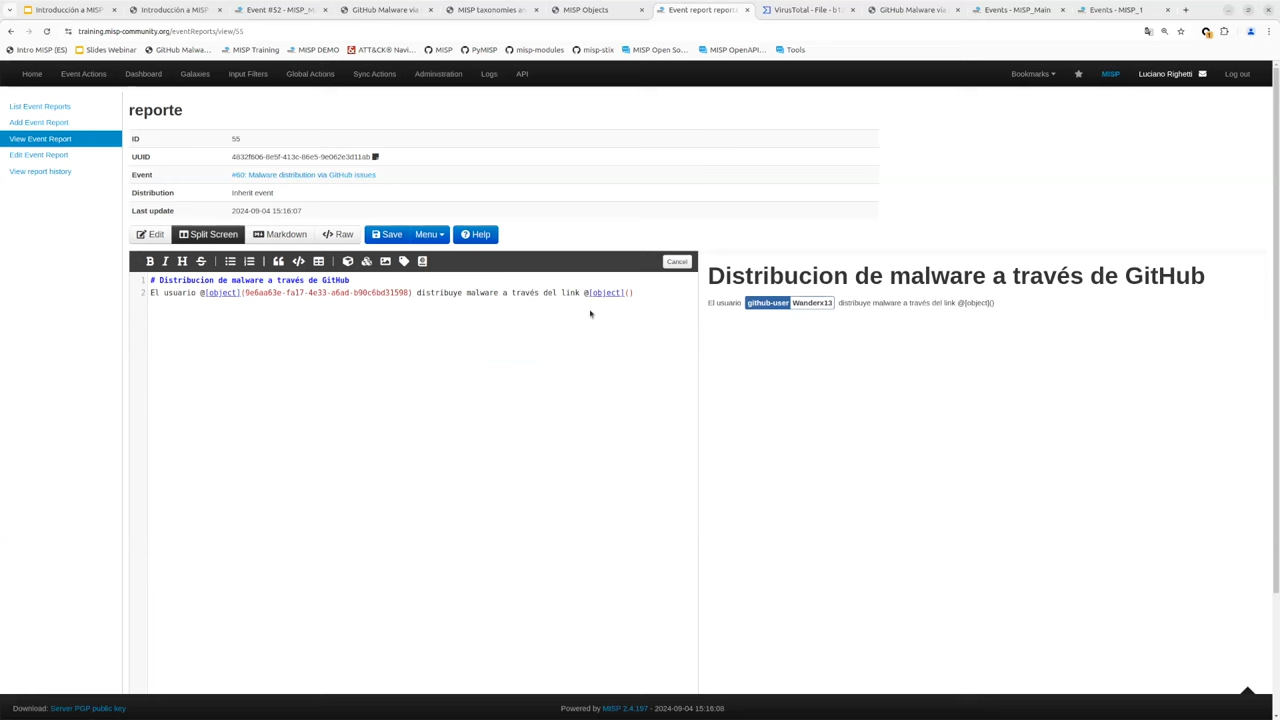 Introducción a MISP
Introducción a MISP
Event #52 - MISP_M
GitHub Malware via
MISP taxonomies an
MISP Objects
Event report reporte
VirusTotal - File - b1
GitHub Malware via
Events - MISP_Main
Events - MISP_1
training.misp-community.org/eventReports/view/55
Intro MISP (ES) Slides Webinar GitHub Malwa... MISP Training MISP DEMO ATT&CK® Navi... MISP PyMISP misp-modules misp-stix MISP Open So... MISP OpenAPI... Tools
Home Event Actions Dashboard Galaxies Input Filters Global Actions Sync Actions Administration Logs API Bookmarks MISP Luciano Righetti Log out
List Event Reports
Add Event Report
View Event Report
Edit Event Report
View report history
reporte
ID 55
UUID 4832f606-8e5f-413c-86e5-9e062e3d11ab
Event #60: Malware distribution via GitHub issues
Distribution Inherit event
Last update 2024-09-04 15:16:07
Edit Split Screen Markdown </> Raw Save Menu Help
Cancel
1 # Distribucion de malware a través de GitHub
2 El usuario @[object](9e6aa63e-fa17-4e33-a6ad-b90c6bd31598) distribuye malware a través del link @[object]()
Distribucion de malware a través de GitHub
El usuario github-user Wanderx13 distribuye malware a través del link @[object]()
Download: Server PGP public key
Powered by MISP 2.4.197 - 2024-09-04 15:16:08